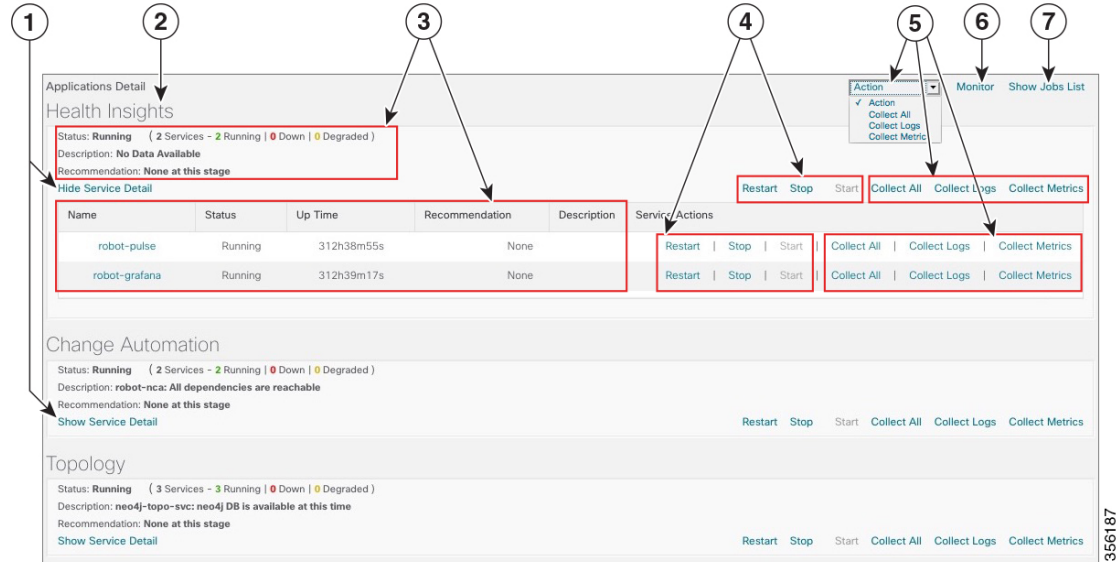 1 2 3 4 5 6 7
Applications Detail
Action Monitor Show Jobs List
✓ Action
Collect All
Collect Logs
Collect Metric
Health Insights
Status: Running ( 2 Services - 2 Running | 0 Down | 0 Degraded )
Description: No Data Available
Recommendation: None at this stage
Hide Service Detail Restart Stop Start Collect All Collect Logs Collect Metrics
Name Status Up Time Recommendation Description Service Actions
robot-pulse Running 312h38m55s None Restart | Stop | Start | Collect All | Collect Logs | Collect Metrics
robot-grafana Running 312h39m17s None Restart | Stop | Start | Collect All | Collect Logs | Collect Metrics
Change Automation
Status: Running ( 2 Services - 2 Running | 0 Down | 0 Degraded )
Description: robot-nca: All dependencies are reachable
Recommendation: None at this stage
Show Service Detail Restart Stop Start Collect All Collect Logs Collect Metrics
Topology
Status: Running ( 3 Services - 3 Running | 0 Down | 0 Degraded )
Description: neo4j-topo-svc: neo4j DB is available at this time
Recommendation: None at this stage
Show Service Detail Restart Stop Start Collect All Collect Logs Collect Metrics
356187